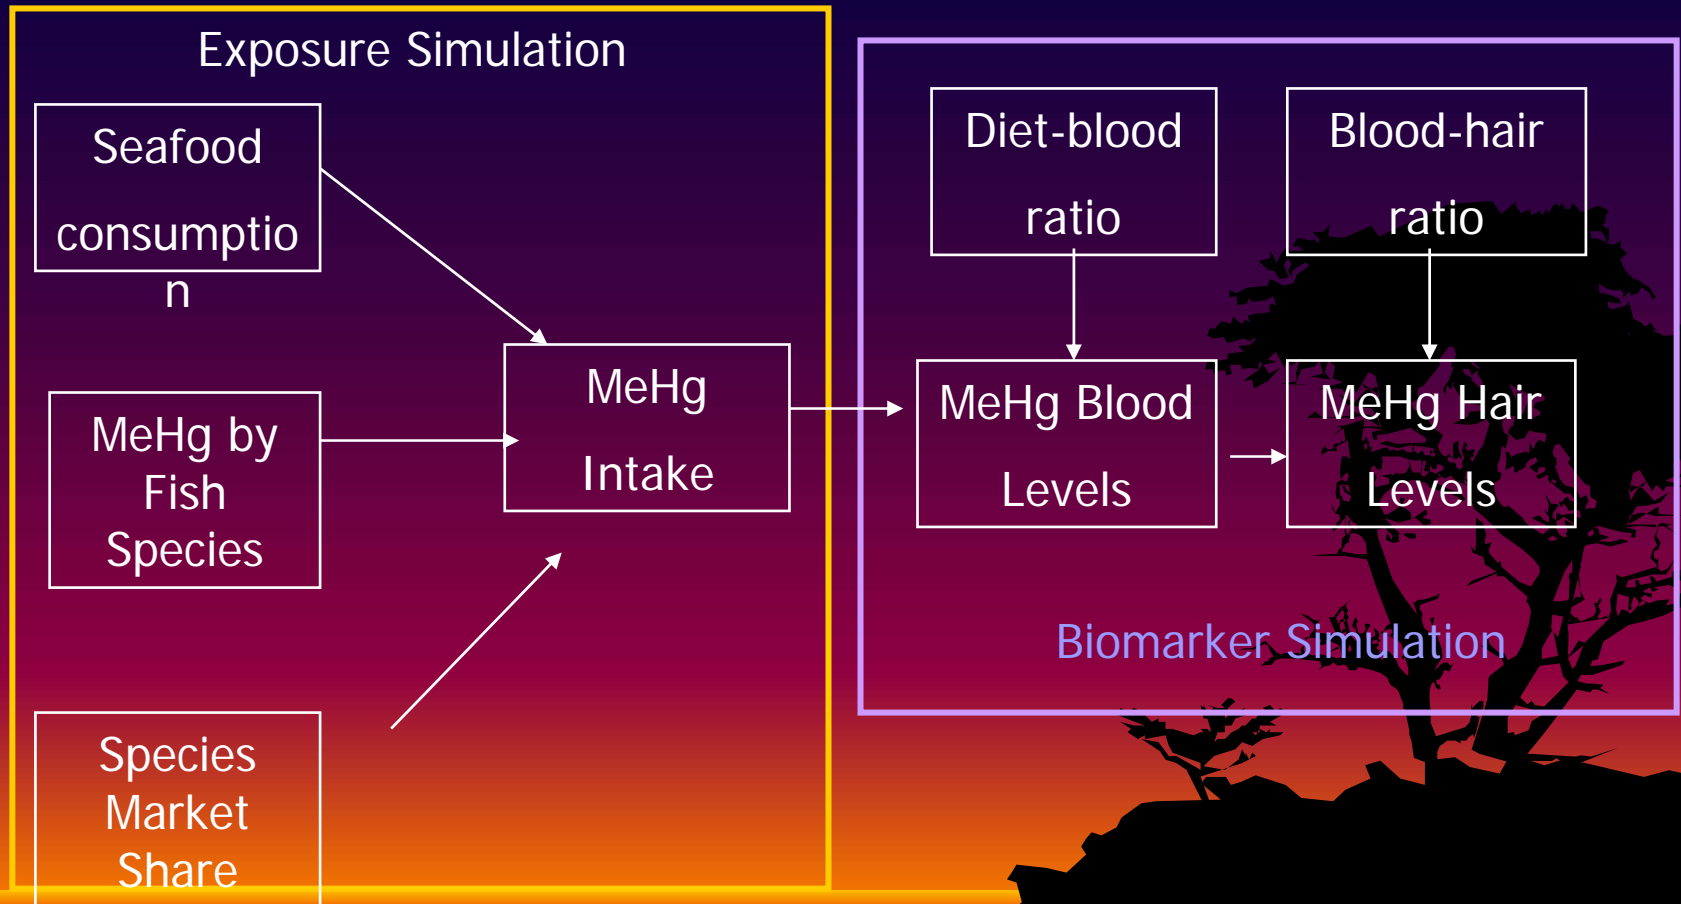 Exposure Simulation
Seafood
consumptio
n
MeHg by
Fish
Species
Species
Market
Share
MeHg
Intake
Diet-blood
ratio
Blood-hair
ratio
MeHg Blood
Levels
MeHg Hair
Levels
Biomarker Simulation